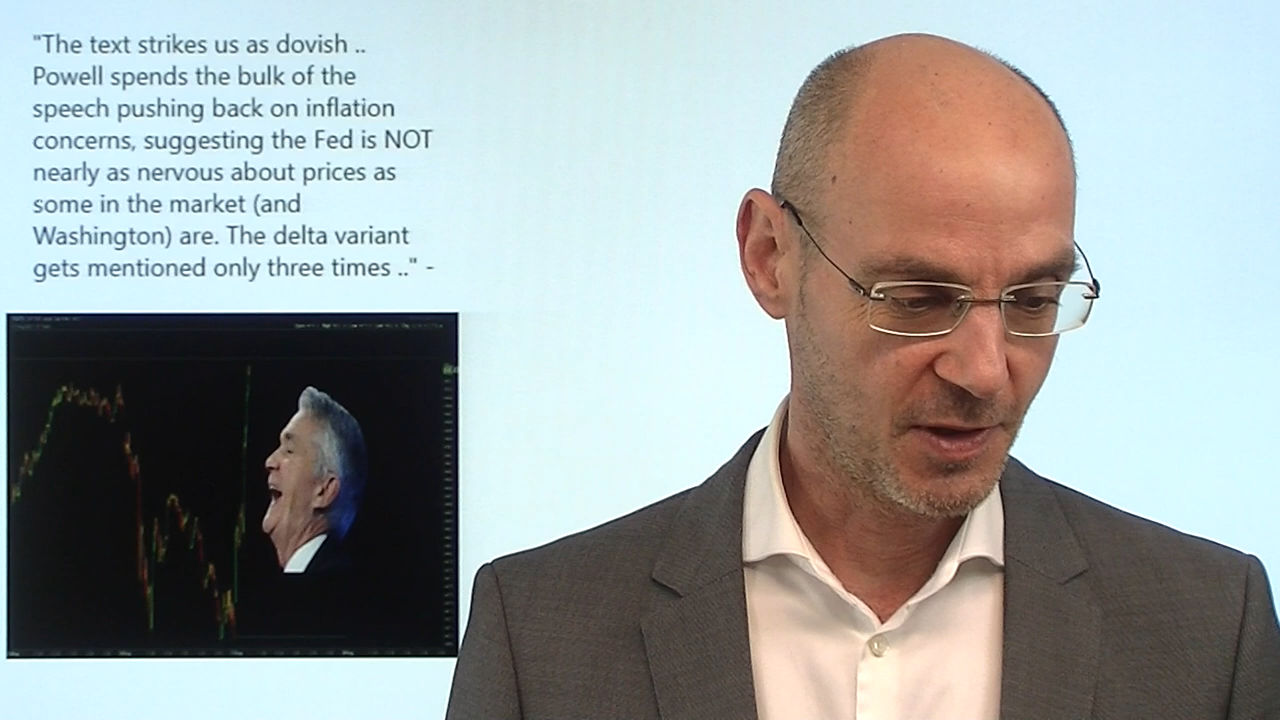 "The text strikes us as dovish ..
Powell spends the bulk of the
speech pushing back on inflation
concerns, suggesting the Fed is NOT
nearly as nervous about prices as
some in the market (and
Washington) are. The delta variant
gets mentioned only three times .." -